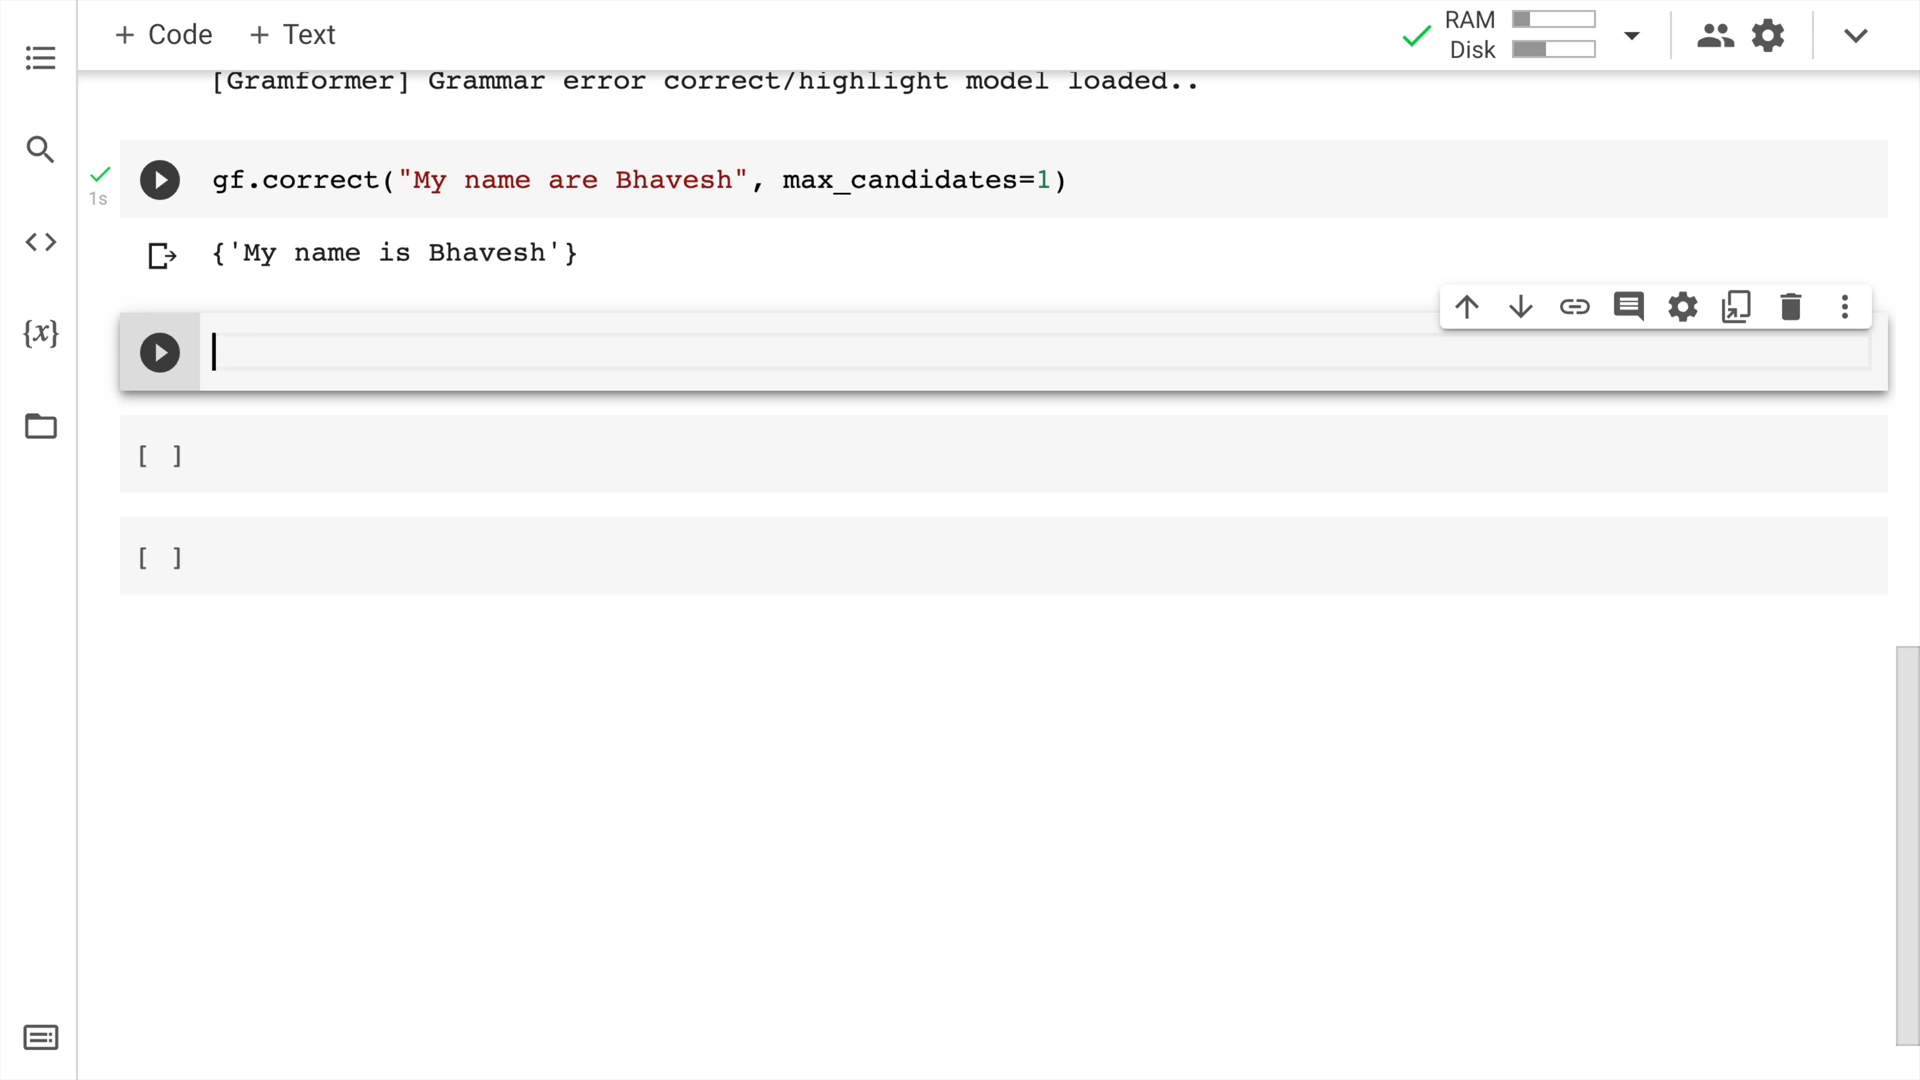 + Code + Text
RAM
Disk
[Gramformer] Grammar error correct/highlight model loaded..
gf.correct("My name are Bhavesh", max_candidates=1)
1s
{'My name is Bhavesh'}
{x}
[ ]
[ ]